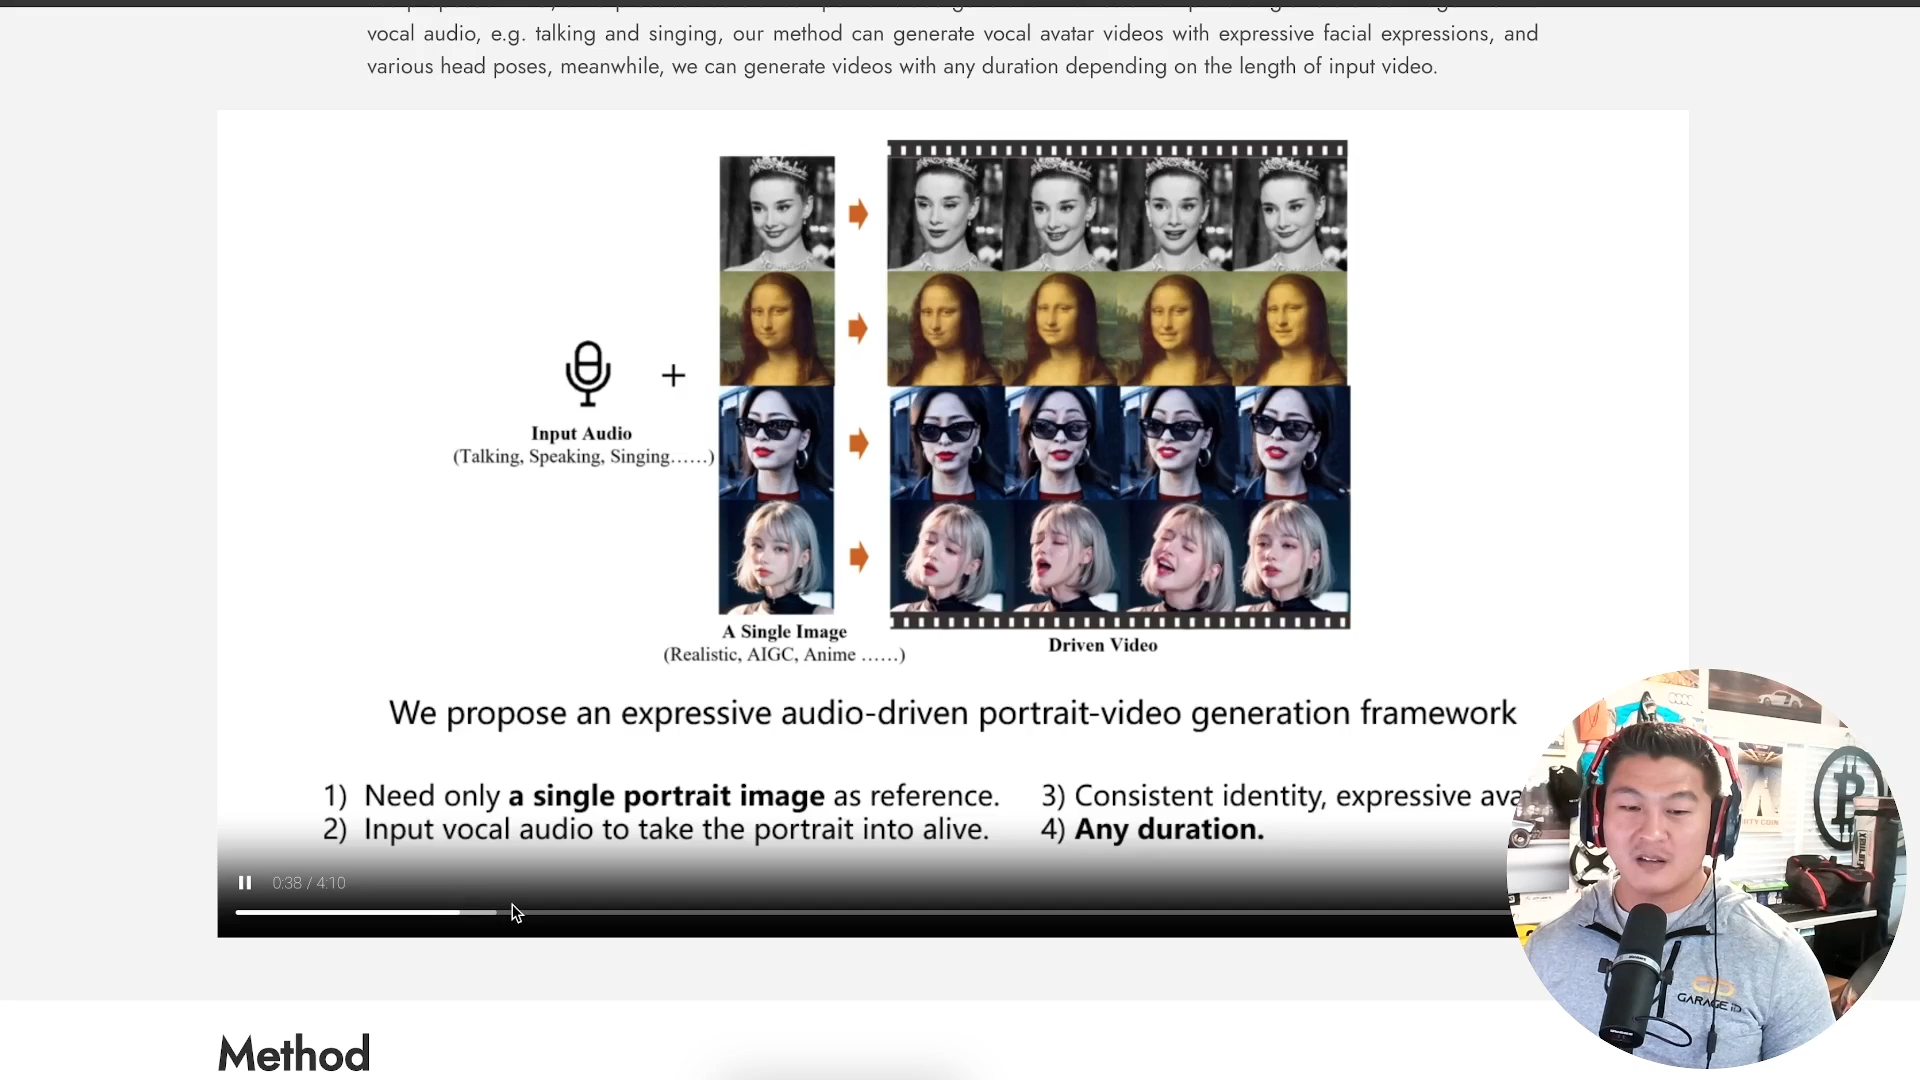 vocal audio, e.g. talking and singing, our method can generate vocal avatar videos with expressive facial expressions, and
various head poses, meanwhile, we can generate videos with any duration depending on the length of input video.
Input Audio
(Talking, Speaking, Singing......)
A Single Image
(Realistic, AIGC, Anime ......)
Driven Video
We propose an expressive audio-driven portrait-video generation framework
1) Need only a single portrait image as reference.
2) Input vocal audio to take the portrait into alive.
3) Consistent identity, expressive ava
4) Any duration.
0:38 / 4:10
GARAGE iD
Method